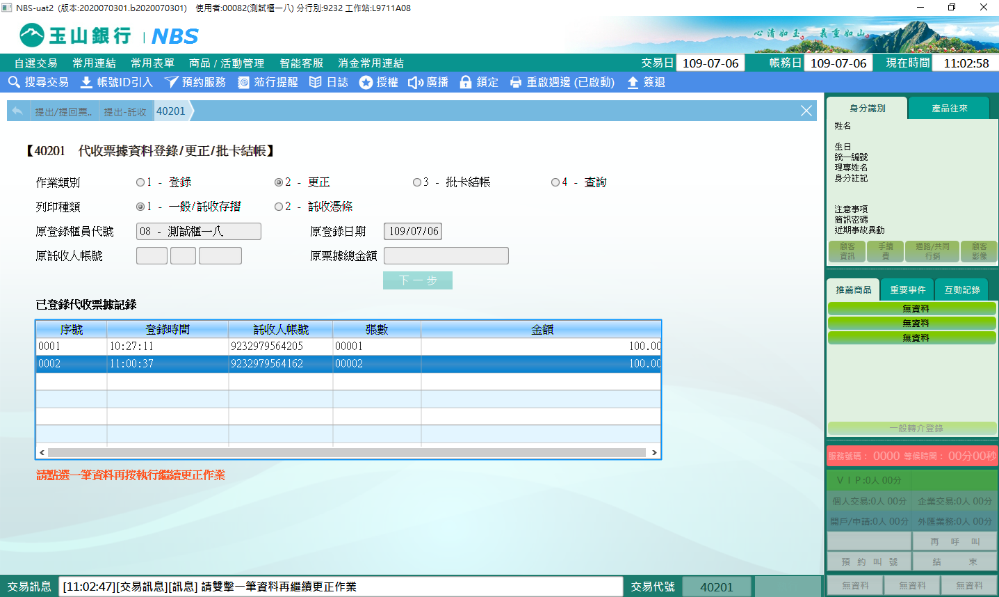 NBS-uat2 (版本:2020070301.b2020070301) 使用者:00082(測試櫃一八) 分行別:9232 工作站:L9711A08
玉山銀行 | NBS
心清如玉。義重如山。
自選交易 常用連結 常用表單 商品 / 活動管理 智能客服 消金常用連結 交易日 109-07-06 帳務日 109-07-06 現在時間 11:02:58
搜尋交易 帳號ID引入 預約服務 蒞行提醒 日誌 授權 廣播 鎖定 重啟週邊 (已啟動) 簽退
提出/提回票.. 提出-託收 40201
【40201 代收票據資料登錄/更正/批卡結帳】
作業類別 1 - 登錄 2 - 更正 3 - 批卡結帳 4 - 查詢
列印種類 1 - 一般/託收存摺 2 - 託收憑條
原登錄櫃員代號 08 - 測試櫃一八 原登錄日期 109/07/06
原託收人帳號 原票據總金額
下一步
已登錄代收票據記錄
序號 登錄時間 託收人帳號 張數 金額
0001 10:27:11 9232979564205 00001 100.00
0002 11:00:37 9232979564162 00002 100.00
請點選一筆資料再按執行繼續更正作業
交易訊息 [11:02:47][交易訊息][訊息] 請雙擊一筆資料再繼續更正作業 交易代號 40201
身分識別 產品往來
姓名
生日
統一編號
理專姓名
身分註記
注意事項
簡訊密碼
近期事故異動
顧客資訊 手續費 通路/共同行銷 顧客影像
推薦商品 重要事件 互動記錄
無資料
無資料
無資料
一般轉介登錄
服務號碼： 0000 等候時間： 00分00秒
ＶＩＰ:0人 00分
個人交易:0人 00分 企業交易:0人 00分
開戶/申請:0人 00分 外匯業務:0人 00分
再 呼 叫
預 約 叫 號 結 束
無資料 無資料 無資料